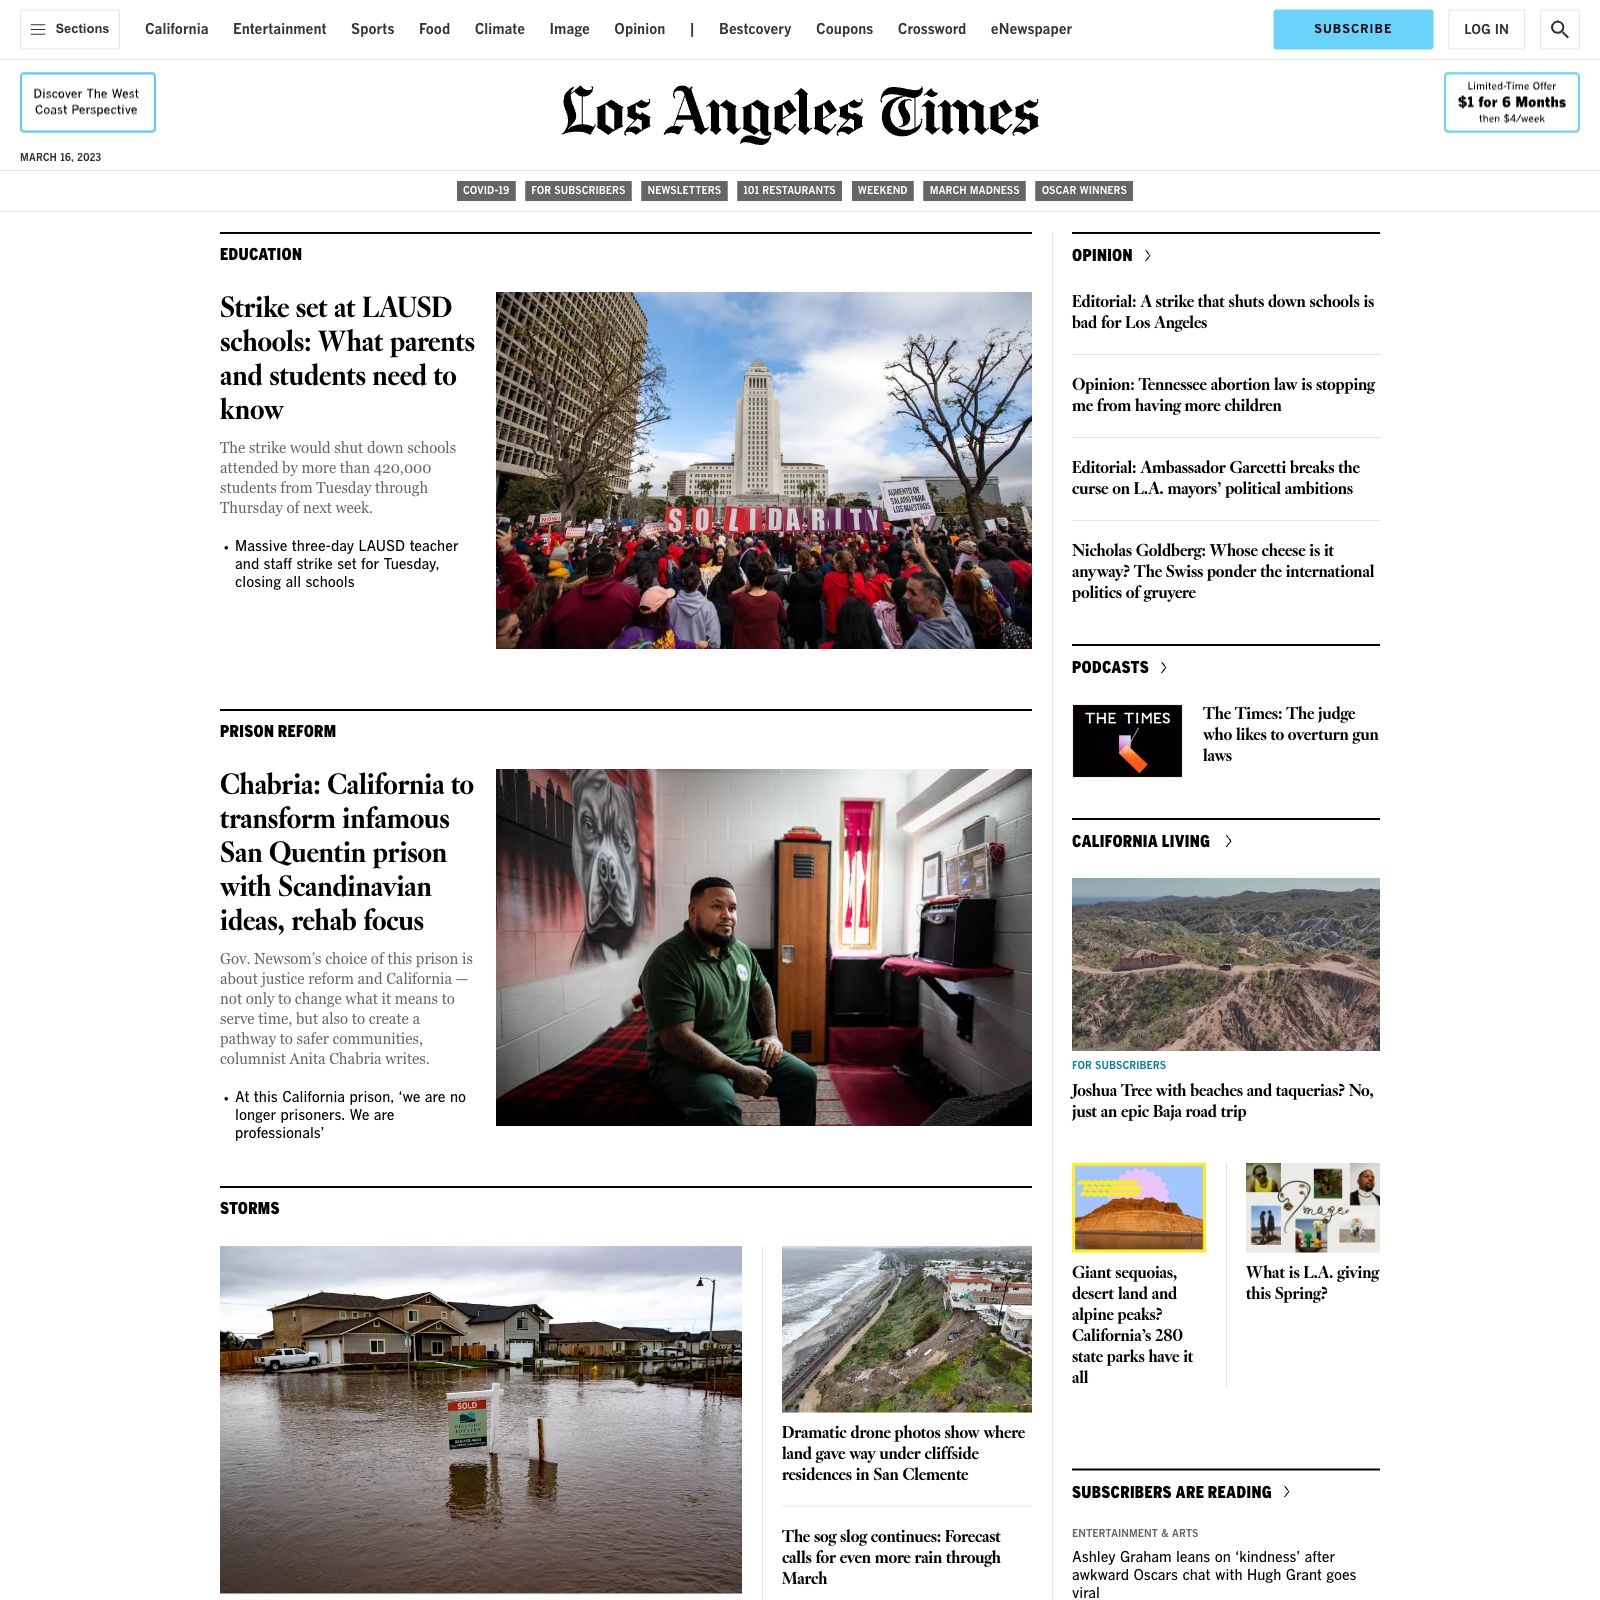 Sections
California
Entertainment
Sports
Food
Climate
Image
Opinion
|
Bestcovery
Coupons
Crossword
eNewspaper
SUBSCRIBE
LOG IN
Discover The West
Coast Perspective
Los Angeles Times
Limited-Time Offer
$1 for 6 Months
then $4/week
MARCH 16, 2023
COVID-19
FOR SUBSCRIBERS
NEWSLETTERS
101 RESTAURANTS
WEEKEND
MARCH MADNESS
OSCAR WINNERS
EDUCATION
Strike set at LAUSD
schools: What parents
and students need to
know
The strike would shut down schools
attended by more than 420,000
students from Tuesday through
Thursday of next week.
• Massive three-day LAUSD teacher
and staff strike set for Tuesday,
closing all schools
AUMENTO DE
SALARIO PARA
LOS MAESTROS
NOW!
SOLIDARITY
PRISON REFORM
Chabria: California to
transform infamous
San Quentin prison
with Scandinavian
ideas, rehab focus
Gov. Newsom’s choice of this prison is
about justice reform and California —
not only to change what it means to
serve time, but also to create a
pathway to safer communities,
columnist Anita Chabria writes.
• At this California prison, ‘we are no
longer prisoners. We are
professionals’
STORMS
SOLD
Dramatic drone photos show where
land gave way under cliffside
residences in San Clemente
The sog slog continues: Forecast
calls for even more rain through
March
OPINION
Editorial: A strike that shuts down schools is
bad for Los Angeles
Opinion: Tennessee abortion law is stopping
me from having more children
Editorial: Ambassador Garcetti breaks the
curse on L.A. mayors’ political ambitions
Nicholas Goldberg: Whose cheese is it
anyway? The Swiss ponder the international
politics of gruyere
PODCASTS
THE TIMES
The Times: The judge
who likes to overturn gun
laws
CALIFORNIA LIVING
FOR SUBSCRIBERS
Joshua Tree with beaches and taquerias? No,
just an epic Baja road trip
Giant sequoias,
desert land and
alpine peaks?
California’s 280
state parks have it
all
Image
What is L.A. giving
this Spring?
SUBSCRIBERS ARE READING
ENTERTAINMENT & ARTS
Ashley Graham leans on ‘kindness’ after
awkward Oscars chat with Hugh Grant goes
viral